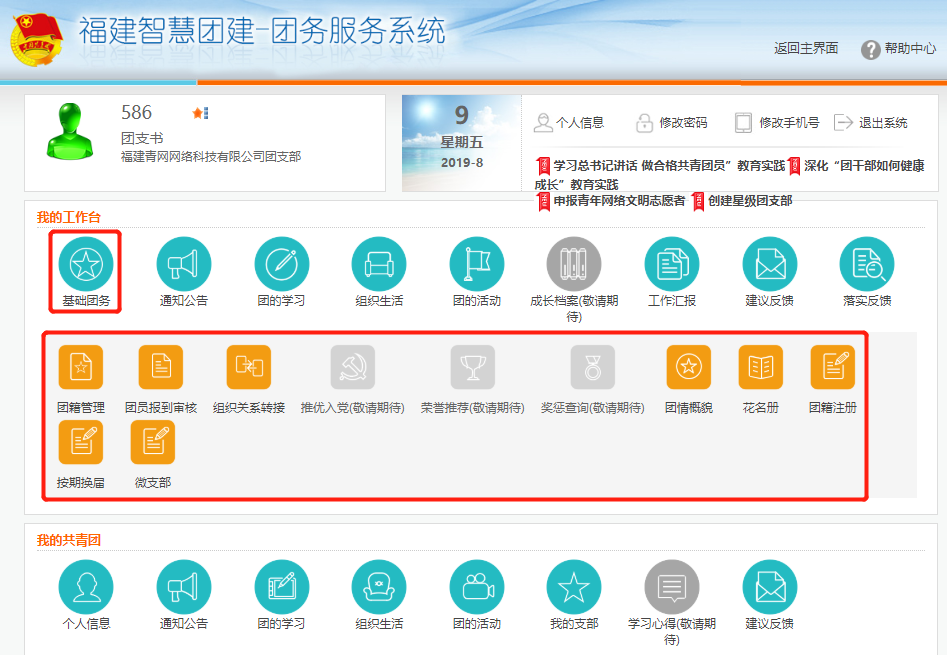 福建智慧团建-团务服务系统
返回主界面
帮助中心
586
团支书
福建青网网络科技有限公司团支部
9
星期五
2019-8
个人信息
修改密码
修改手机号
退出系统
学习总书记讲话 做合格共青团员”教育实践 深化“团干部如何健康
成长”教育实践
申报青年网络文明志愿者 创建星级团支部
我的工作台
基础团务
通知公告
团的学习
组织生活
团的活动
成长档案(敬请期
待)
工作汇报
建议反馈
落实反馈
团籍管理
团员报到审核
组织关系转接
推优入党(敬请期待)
荣誉推荐(敬请期待)
奖惩查询(敬请期待)
团情概貌
花名册
团籍注册
按期换届
微支部
我的共青团
个人信息
通知公告
团的学习
组织生活
团的活动
我的支部
学习心得(敬请期
待)
建议反馈